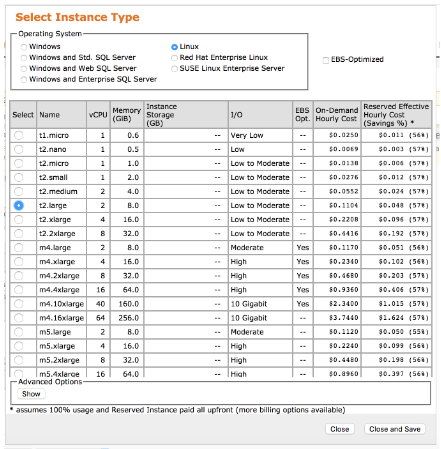 Select Instance Type
Operating System
Windows
Linux
Windows and Std. SQL Server
Red Hat Enterprise Linux
EBS-Optimized
Windows and Web SQL Server
SUSE Linux Enterprise Server
Windows and Enterprise SQL Server
Select Name vCPU Memory (GiB) Instance Storage (GB) I/O EBS Opt. On-Demand Hourly Cost Reserved Effective Hourly Cost (Savings %) *
t1.micro 1 0.6 -- Very Low -- $0.0250 $0.011 (56%)
t2.nano 1 0.5 -- Low -- $0.0069 $0.003 (57%)
t2.micro 1 1.0 -- Low to Moderate -- $0.0138 $0.006 (57%)
t2.small 1 2.0 -- Low to Moderate -- $0.0276 $0.012 (57%)
t2.medium 2 4.0 -- Low to Moderate -- $0.0552 $0.024 (57%)
t2.large 2 8.0 -- Low to Moderate -- $0.1104 $0.048 (57%)
t2.xlarge 4 16.0 -- Low to Moderate -- $0.2208 $0.096 (57%)
t2.2xlarge 8 32.0 -- Low to Moderate -- $0.4416 $0.192 (57%)
m4.large 2 8.0 -- Moderate Yes $0.1170 $0.051 (56%)
m4.xlarge 4 16.0 -- High Yes $0.2340 $0.102 (56%)
m4.2xlarge 8 32.0 -- High Yes $0.4680 $0.203 (57%)
m4.4xlarge 16 64.0 -- High Yes $0.9360 $0.406 (57%)
m4.10xlarge 40 160.0 -- 10 Gigabit Yes $2.3400 $1.015 (57%)
m4.16xlarge 64 256.0 -- 10 Gigabit -- $3.7440 $1.624 (57%)
m5.large 2 8.0 -- Moderate -- $0.1120 $0.050 (55%)
m5.xlarge 4 16.0 -- High -- $0.2240 $0.099 (56%)
m5.2xlarge 8 32.0 -- High -- $0.4480 $0.198 (56%)
m5.4xlarge 16 64.0 -- High -- $0.8960 $0.397 (56%)
Advanced Options
Show
* assumes 100% usage and Reserved Instance paid all upfront (more billing options available)
Close Close and Save